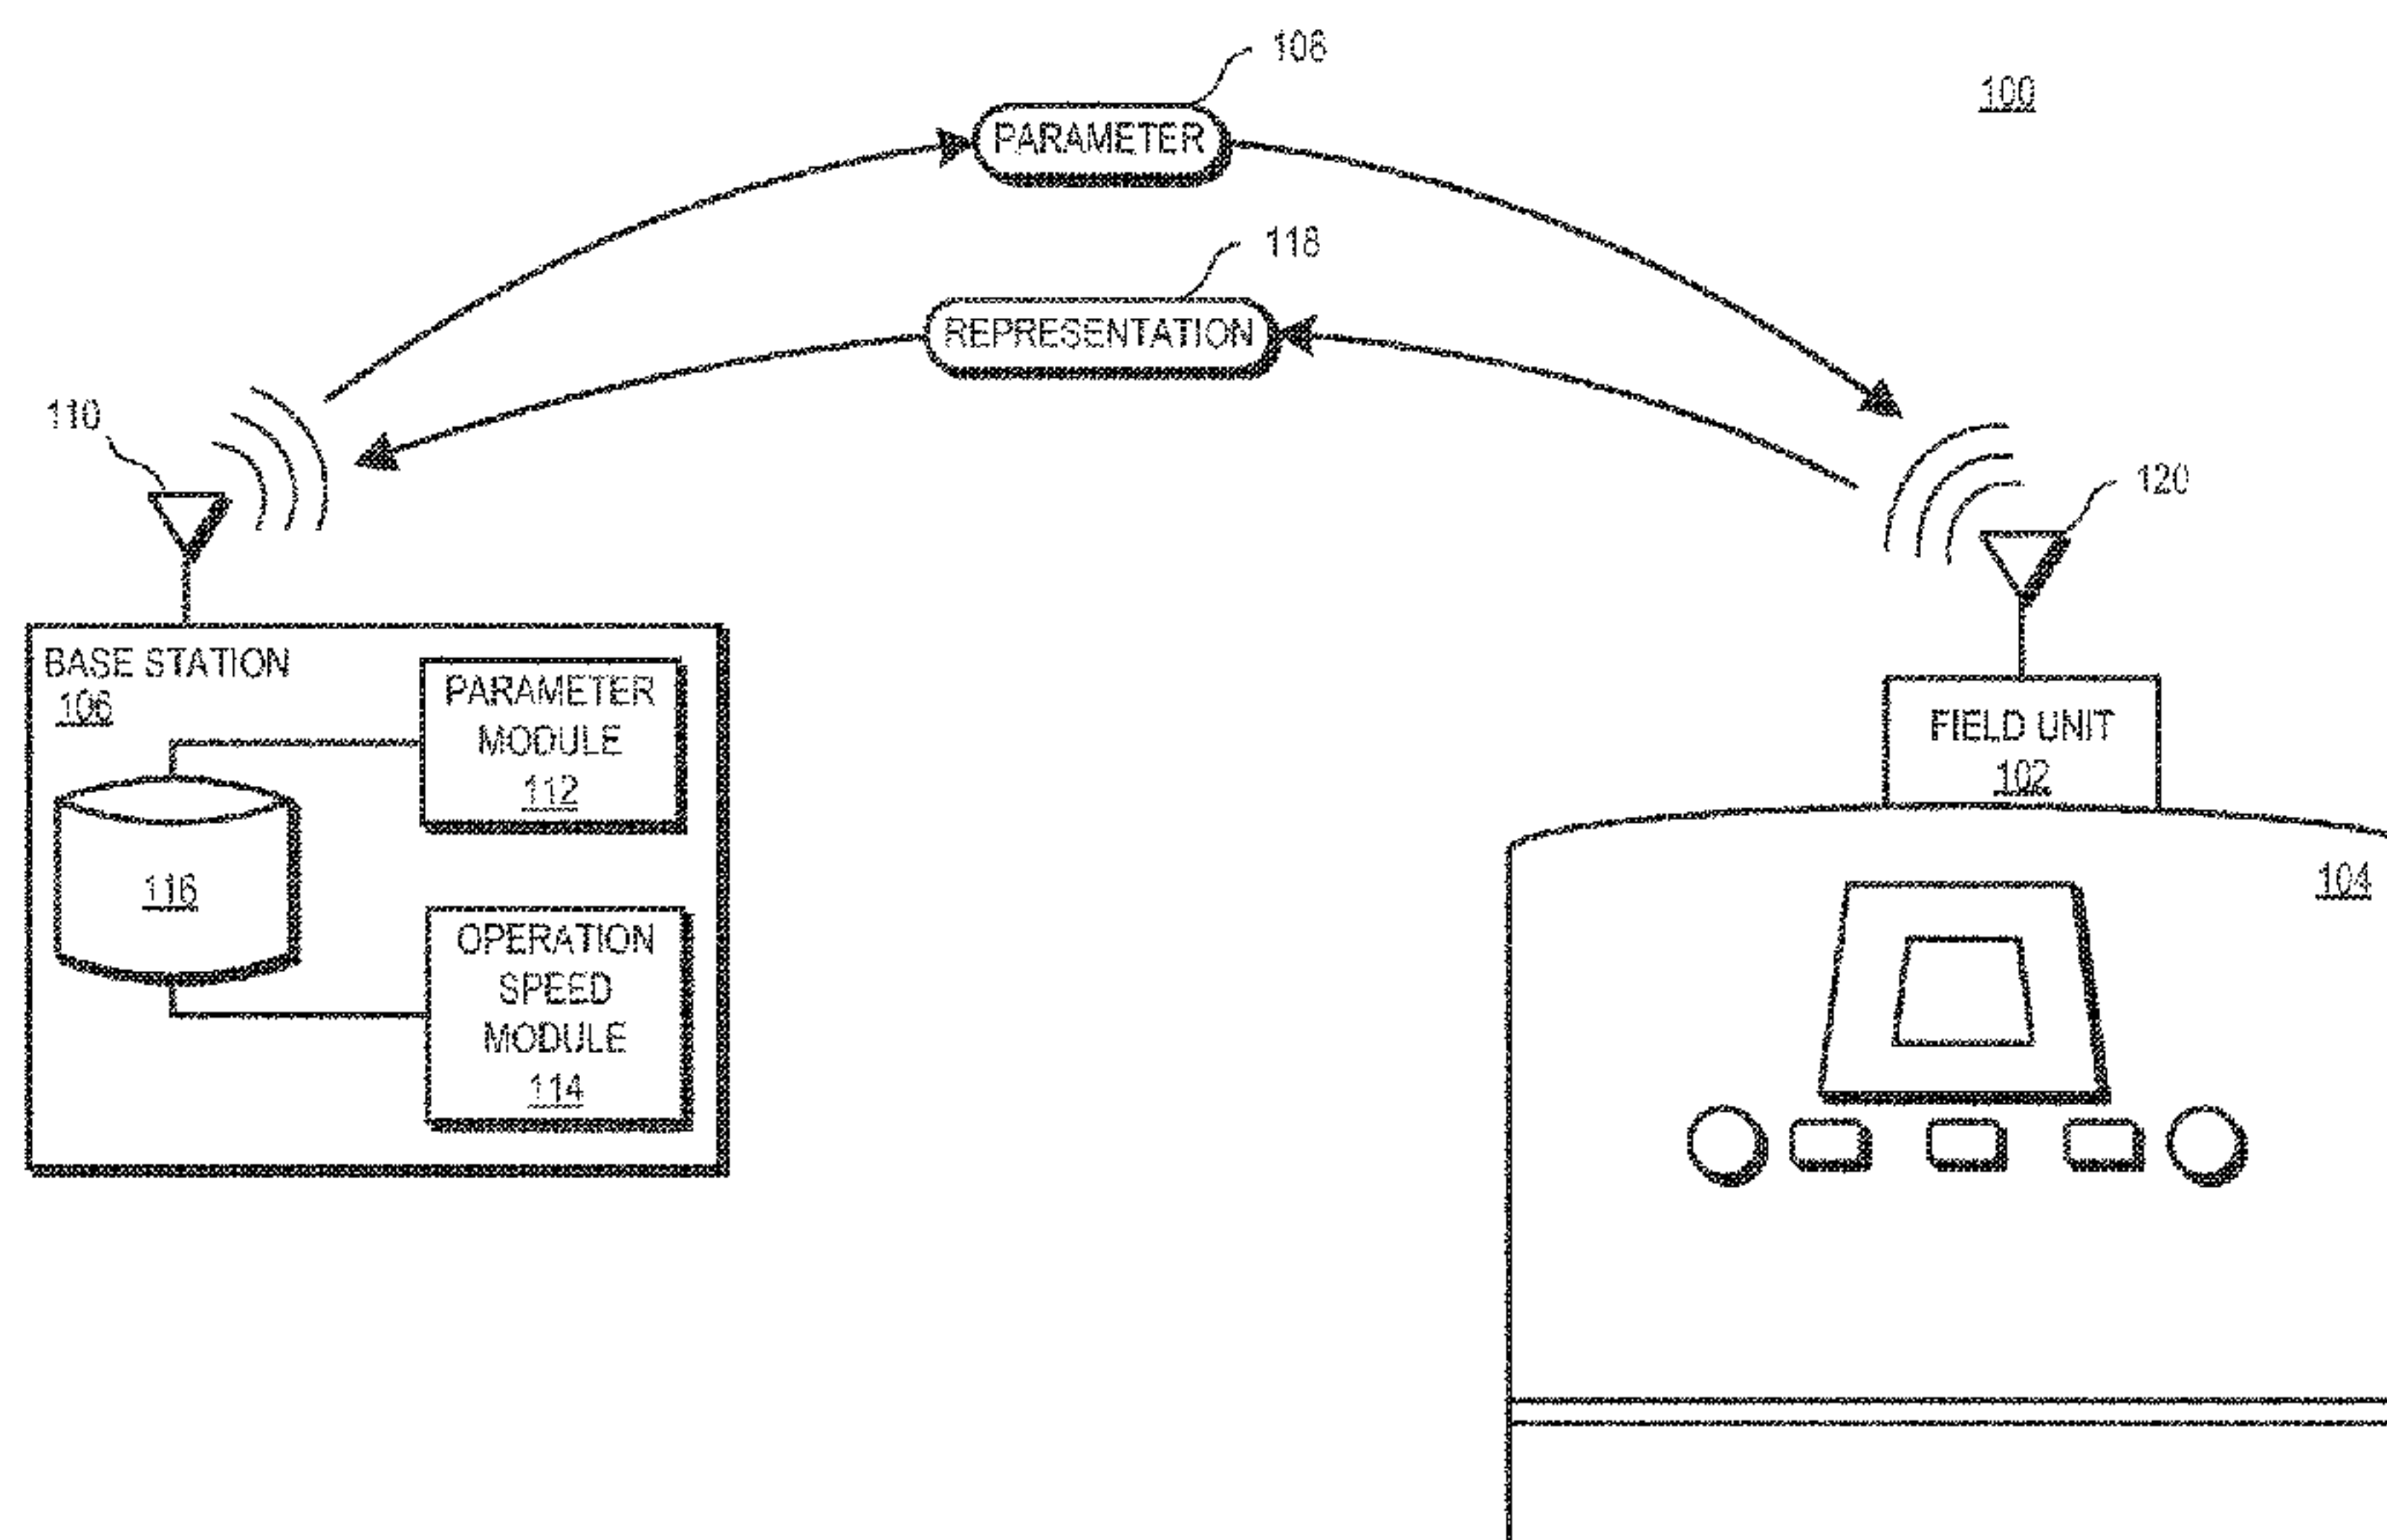 108
100
PARAMETER
118
REPRESENTATION
110
120
BASE STATION
106
PARAMETER
MODULE
112
FIELD UNIT
102
116
104
OPERATION
SPEED
MODULE
114